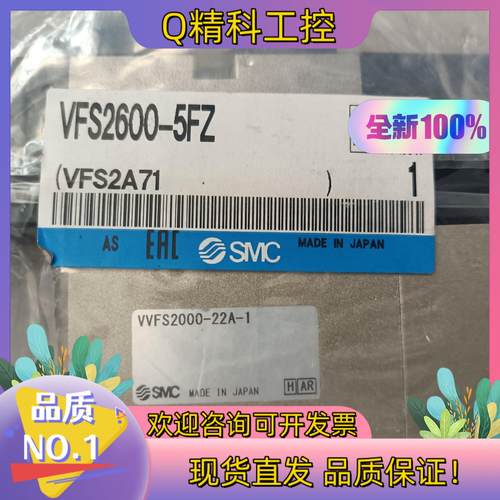 Q精科工控
VFS2600-5FZ
全新100%
(VFS2A71 ) 1
AS EAC SMC MADE IN JAPAN
VVFS2000-22A-1
SMC MADE IN JAPAN H AR
品质
NO.1
欢迎咨询可开发票
现货直发 品质保证!